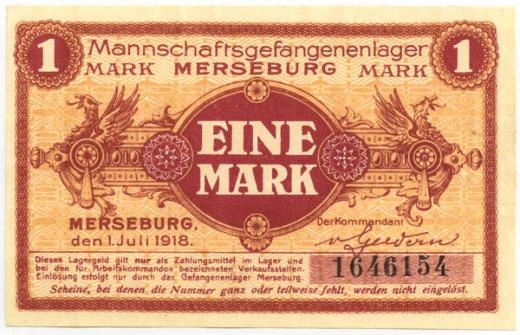 1 Mannschaftsgefangenenlager 1
MARK MERSEBURG MARK
EINE
MARK
MERSEBURG,
den 1. Juli 1918.
Der Kommandant
v. Geldern
Dieses Lagergeld gilt nur als Zahlungsmittel im Lager und
bei den für Arbeitskommandos bezeichneten Verkaufsstellen.
Einlösung erfolgt nur durch das Gefangenenlager Merseburg.
1646154
Scheine, bei denen die Nummer ganz oder teilweise fehlt, werden nicht eingelöst.